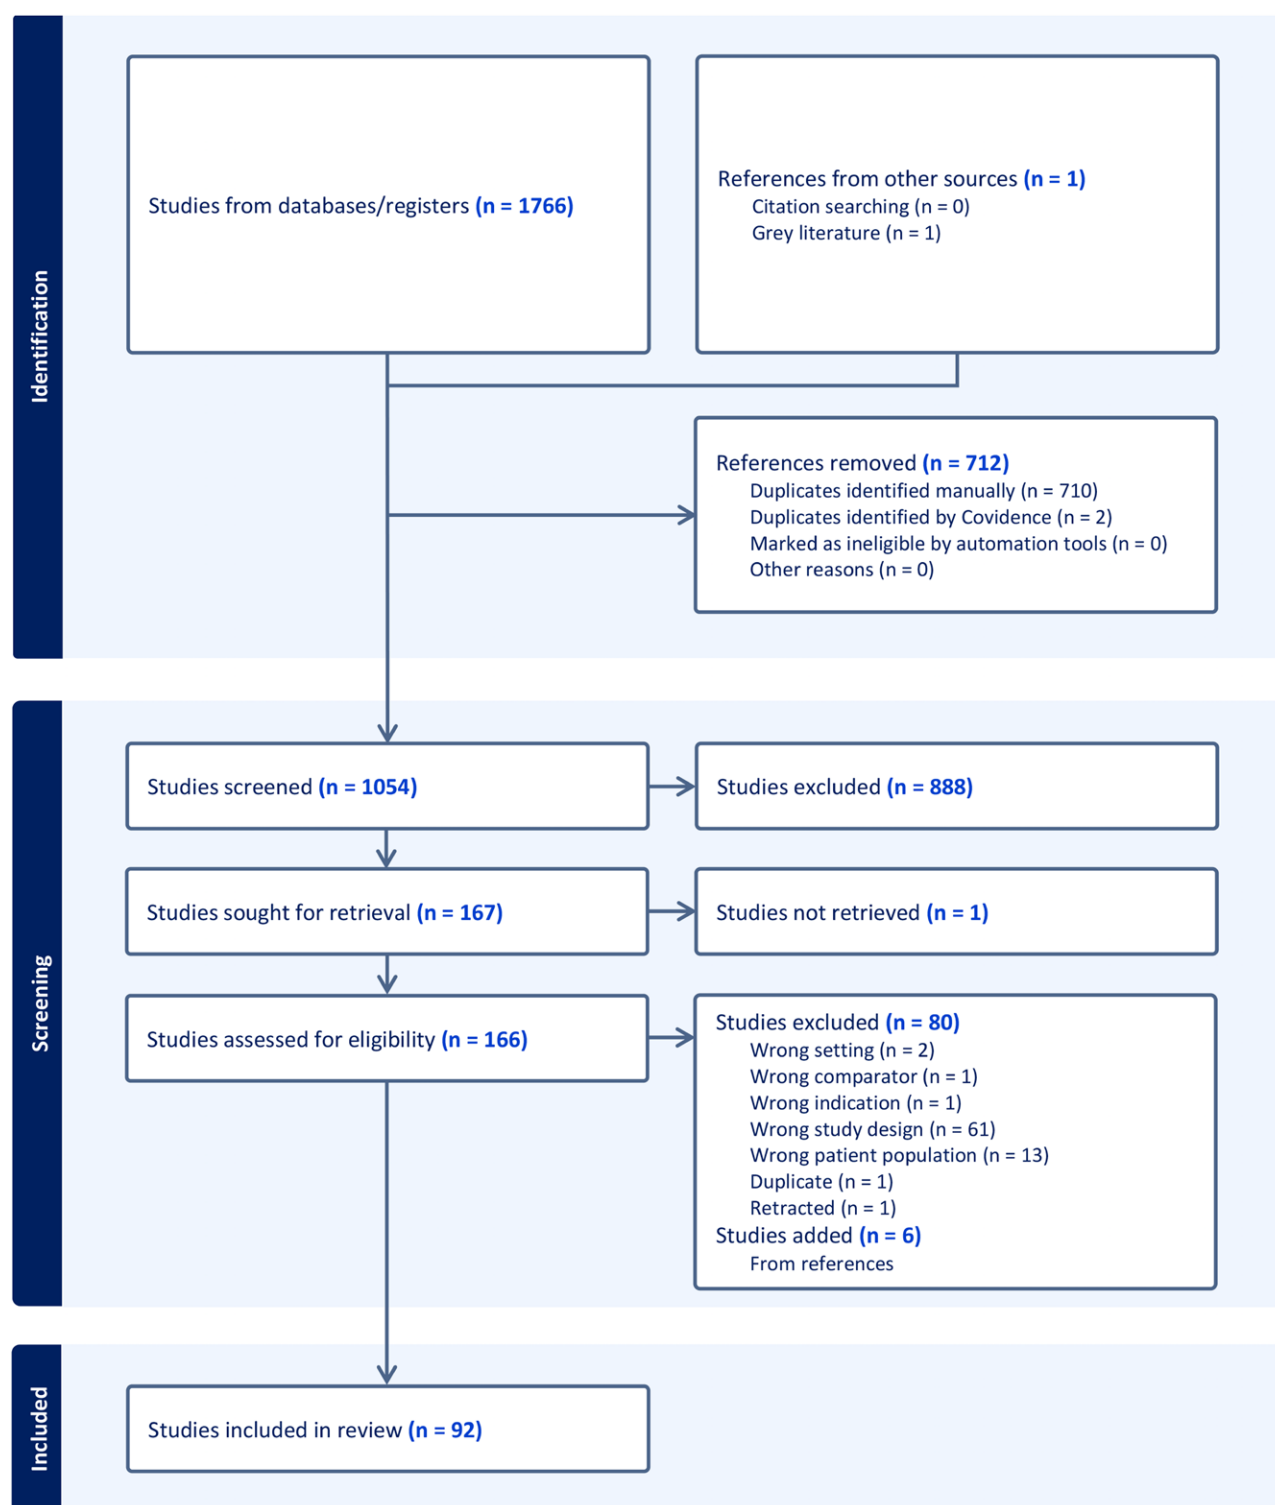 Identification
Studies from databases/registers (n = 1766)
References from other sources (n = 1)
Citation searching (n = 0)
Grey literature (n = 1)
References removed (n = 712)
Duplicates identified manually (n = 710)
Duplicates identified by Covidence (n = 2)
Marked as ineligible by automation tools (n = 0)
Other reasons (n = 0)
Screening
Studies screened (n = 1054)
Studies excluded (n = 888)
Studies sought for retrieval (n = 167)
Studies not retrieved (n = 1)
Studies assessed for eligibility (n = 166)
Studies excluded (n = 80)
Wrong setting (n = 2)
Wrong comparator (n = 1)
Wrong indication (n = 1)
Wrong study design (n = 61)
Wrong patient population (n = 13)
Duplicate (n = 1)
Retracted (n = 1)
Studies added (n = 6)
From references
Included
Studies included in review (n = 92)